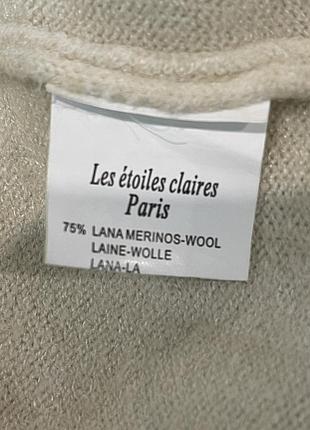 Les étoiles claires
Paris
75% LANA MERINOS-WOOL
LAINE-WOLLE
LANA-LA